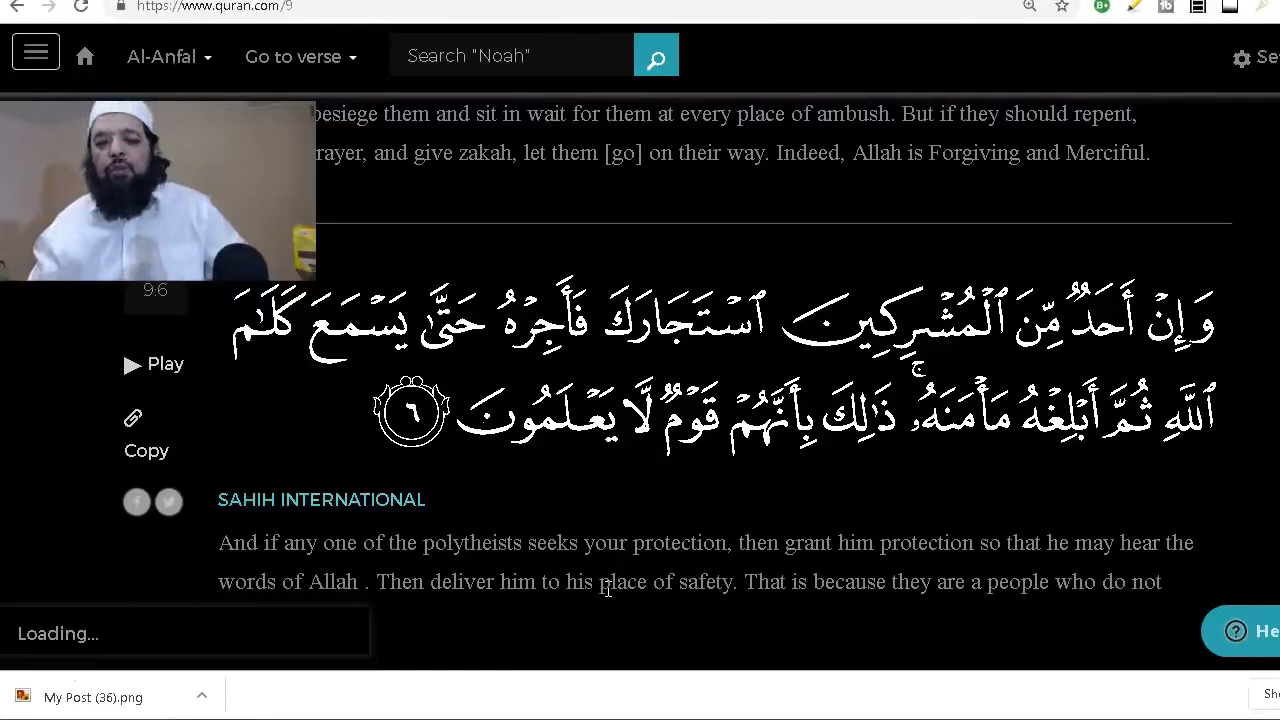 https://www.quran.com/9
Al-Anfal
Go to verse
Search "Noah"
besiege them and sit in wait for them at every place of ambush. But if they should repent,
rayer, and give zakah, let them [go] on their way. Indeed, Allah is Forgiving and Merciful.
9:6
وَإِنْ أَحَدٌ مِّنَ ٱلْمُشْرِكِينَ ٱسْتَجَارَكَ فَأَجِرْهُ حَتَّىٰ يَسْمَعَ كَلَـٰمَ
Play
ٱللَّهِ ثُمَّ أَبْلِغْهُ مَأْمَنَهُۥ ۚ ذَٰلِكَ بِأَنَّهُمْ قَوْمٌ لَّا يَعْلَمُونَ ٦
Copy
SAHIH INTERNATIONAL
And if any one of the polytheists seeks your protection, then grant him protection so that he may hear the
words of Allah . Then deliver him to his place of safety. That is because they are a people who do not
Loading...
He
My Post (36).png
Sh